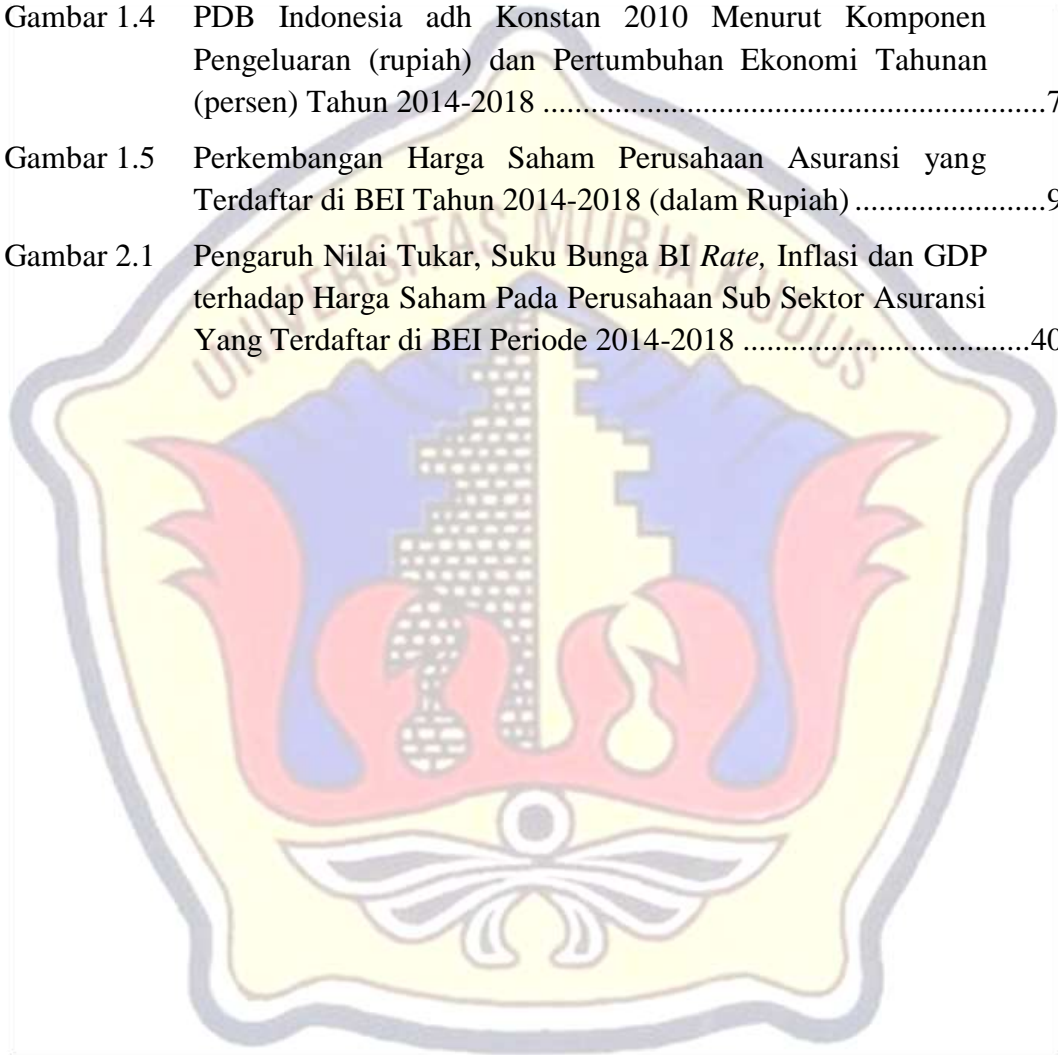 Gambar 1.4 PDB Indonesia adh Konstan 2010 Menurut Komponen
Pengeluaran (rupiah) dan Pertumbuhan Ekonomi Tahunan
(persen) Tahun 2014-2018 ....................................................7
Gambar 1.5 Perkembangan Harga Saham Perusahaan Asuransi yang
Terdaftar di BEI Tahun 2014-2018 (dalam Rupiah) ....................9
Gambar 2.1 Pengaruh Nilai Tukar, Suku Bunga BI Rate, Inflasi dan GDP
terhadap Harga Saham Pada Perusahaan Sub Sektor Asuransi
Yang Terdaftar di BEI Periode 2014-2018 ..............................40
UNIVERSITAS MURIA KUDUS